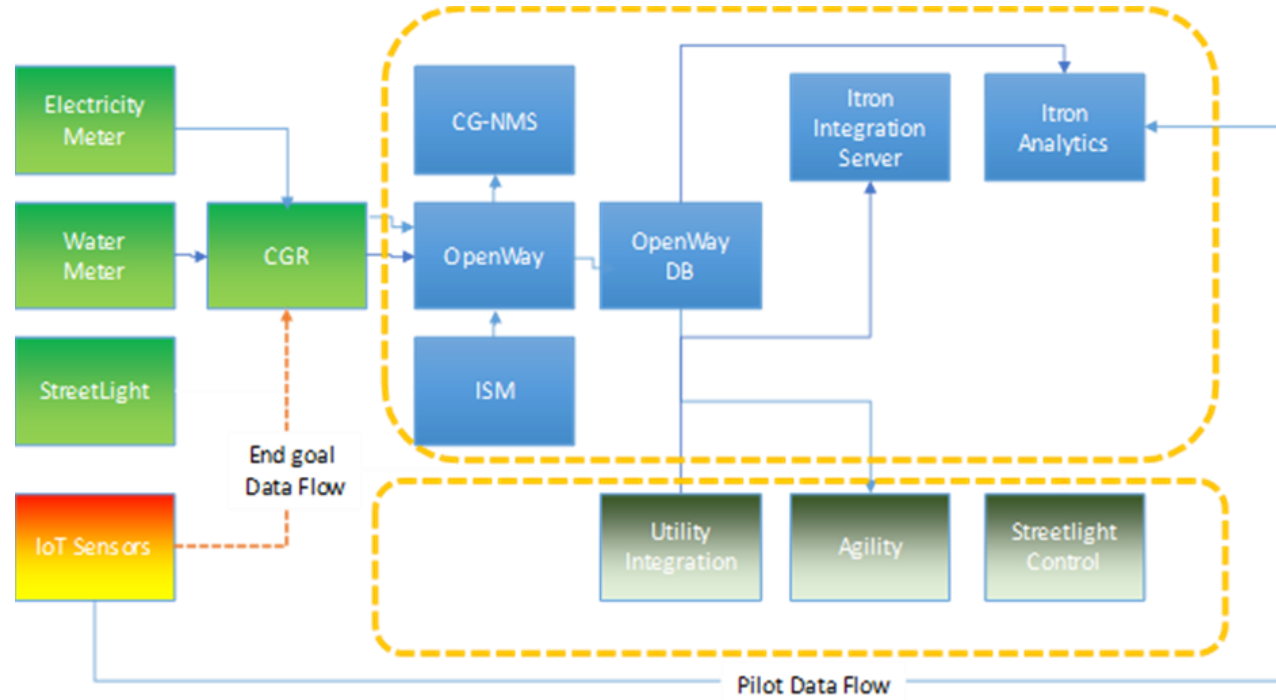 Electricity
Meter
CG-NMS
Itron
Integration
Server
Itron
Analytics
Water
Meter
CGR
OpenWay
OpenWay
DB
StreetLight
ISM
End goal
Data Flow
IoT Sensors
Utility
Integration
Agility
Streetlight
Control
Pilot Data Flow